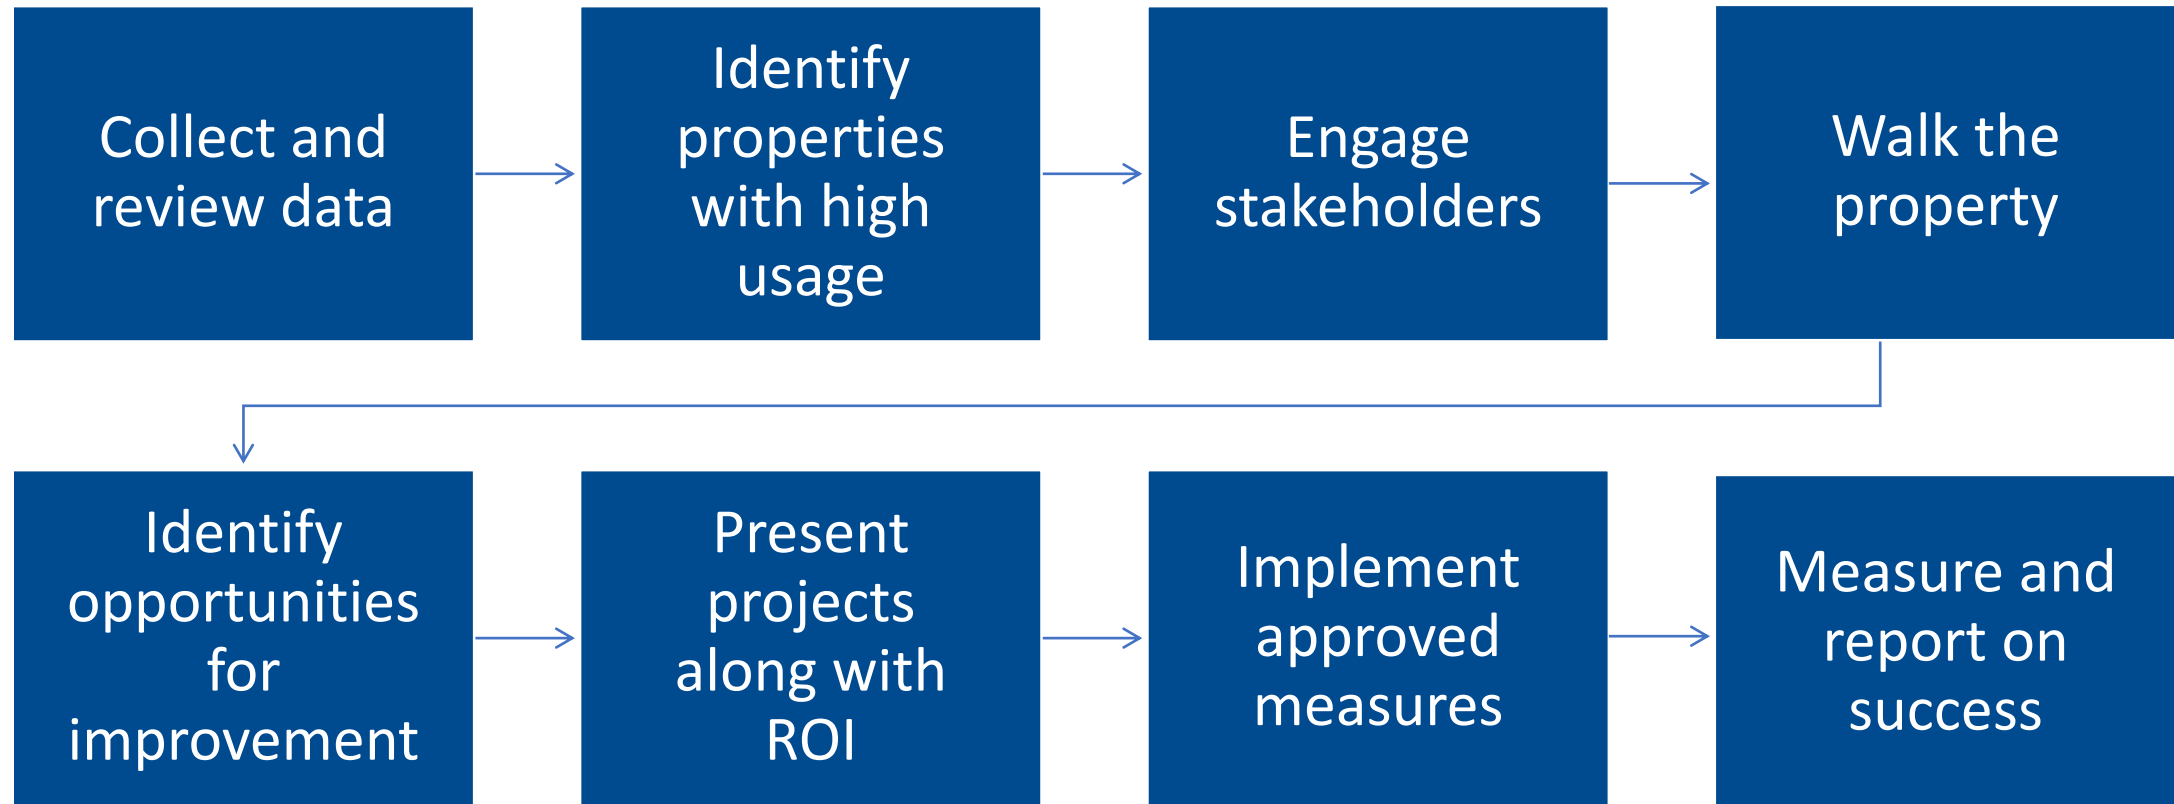 Collect and
review data
Identify
properties
with high
usage
Engage
stakeholders
Walk the
property
Identify
opportunities
for
improvement
Present
projects
along with
ROI
Implement
approved
measures
Measure and
report on
success